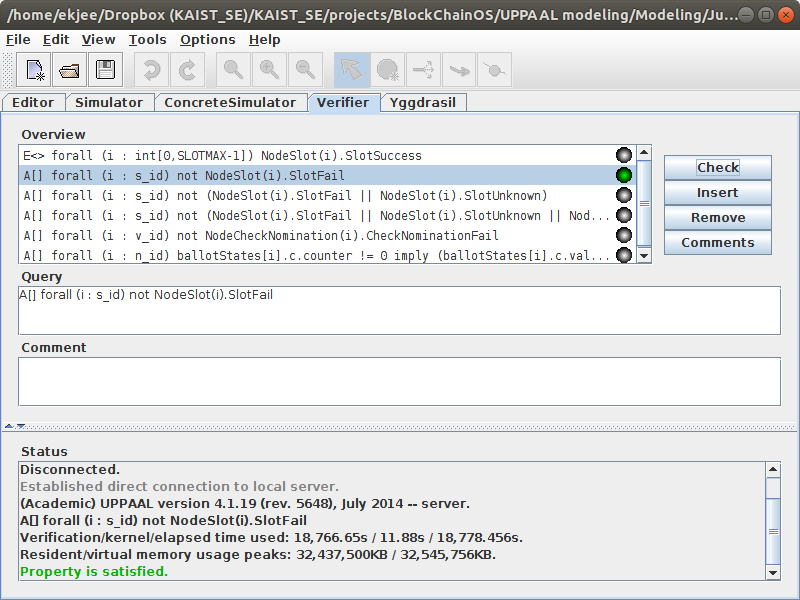 /home/ekjee/Dropbox (KAIST_SE)/KAIST_SE/projects/BlockChainOS/UPPAAL modeling/Modeling/Ju...
File Edit View Tools Options Help
Editor Simulator ConcreteSimulator Verifier Yggdrasil
Overview
E<> forall (i : int[0,SLOTMAX-1]) NodeSlot(i).SlotSuccess
A[] forall (i : s_id) not NodeSlot(i).SlotFail
A[] forall (i : s_id) not (NodeSlot(i).SlotFail || NodeSlot(i).SlotUnknown)
A[] forall (i : s_id) not (NodeSlot(i).SlotFail || NodeSlot(i).SlotUnknown || Nod...
A[] forall (i : v_id) not NodeCheckNomination(i).CheckNominationFail
A[] forall (i : n_id) ballotStates[i].c.counter != 0 imply (ballotStates[i].c.val...
Check
Insert
Remove
Comments
Query
A[] forall (i : s_id) not NodeSlot(i).SlotFail
Comment
Status
Disconnected.
Established direct connection to local server.
(Academic) UPPAAL version 4.1.19 (rev. 5648), July 2014 -- server.
A[] forall (i : s_id) not NodeSlot(i).SlotFail
Verification/kernel/elapsed time used: 18,766.65s / 11.88s / 18,778.456s.
Resident/virtual memory usage peaks: 32,437,500KB / 32,545,756KB.
Property is satisfied.